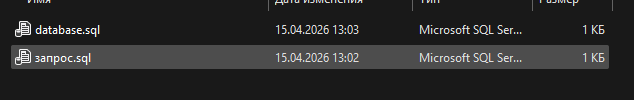 Имя Дата изменения Тип Размер
database.sql 15.04.2026 13:03 Microsoft SQL Ser... 1 КБ
запрос.sql 15.04.2026 13:02 Microsoft SQL Ser... 1 КБ